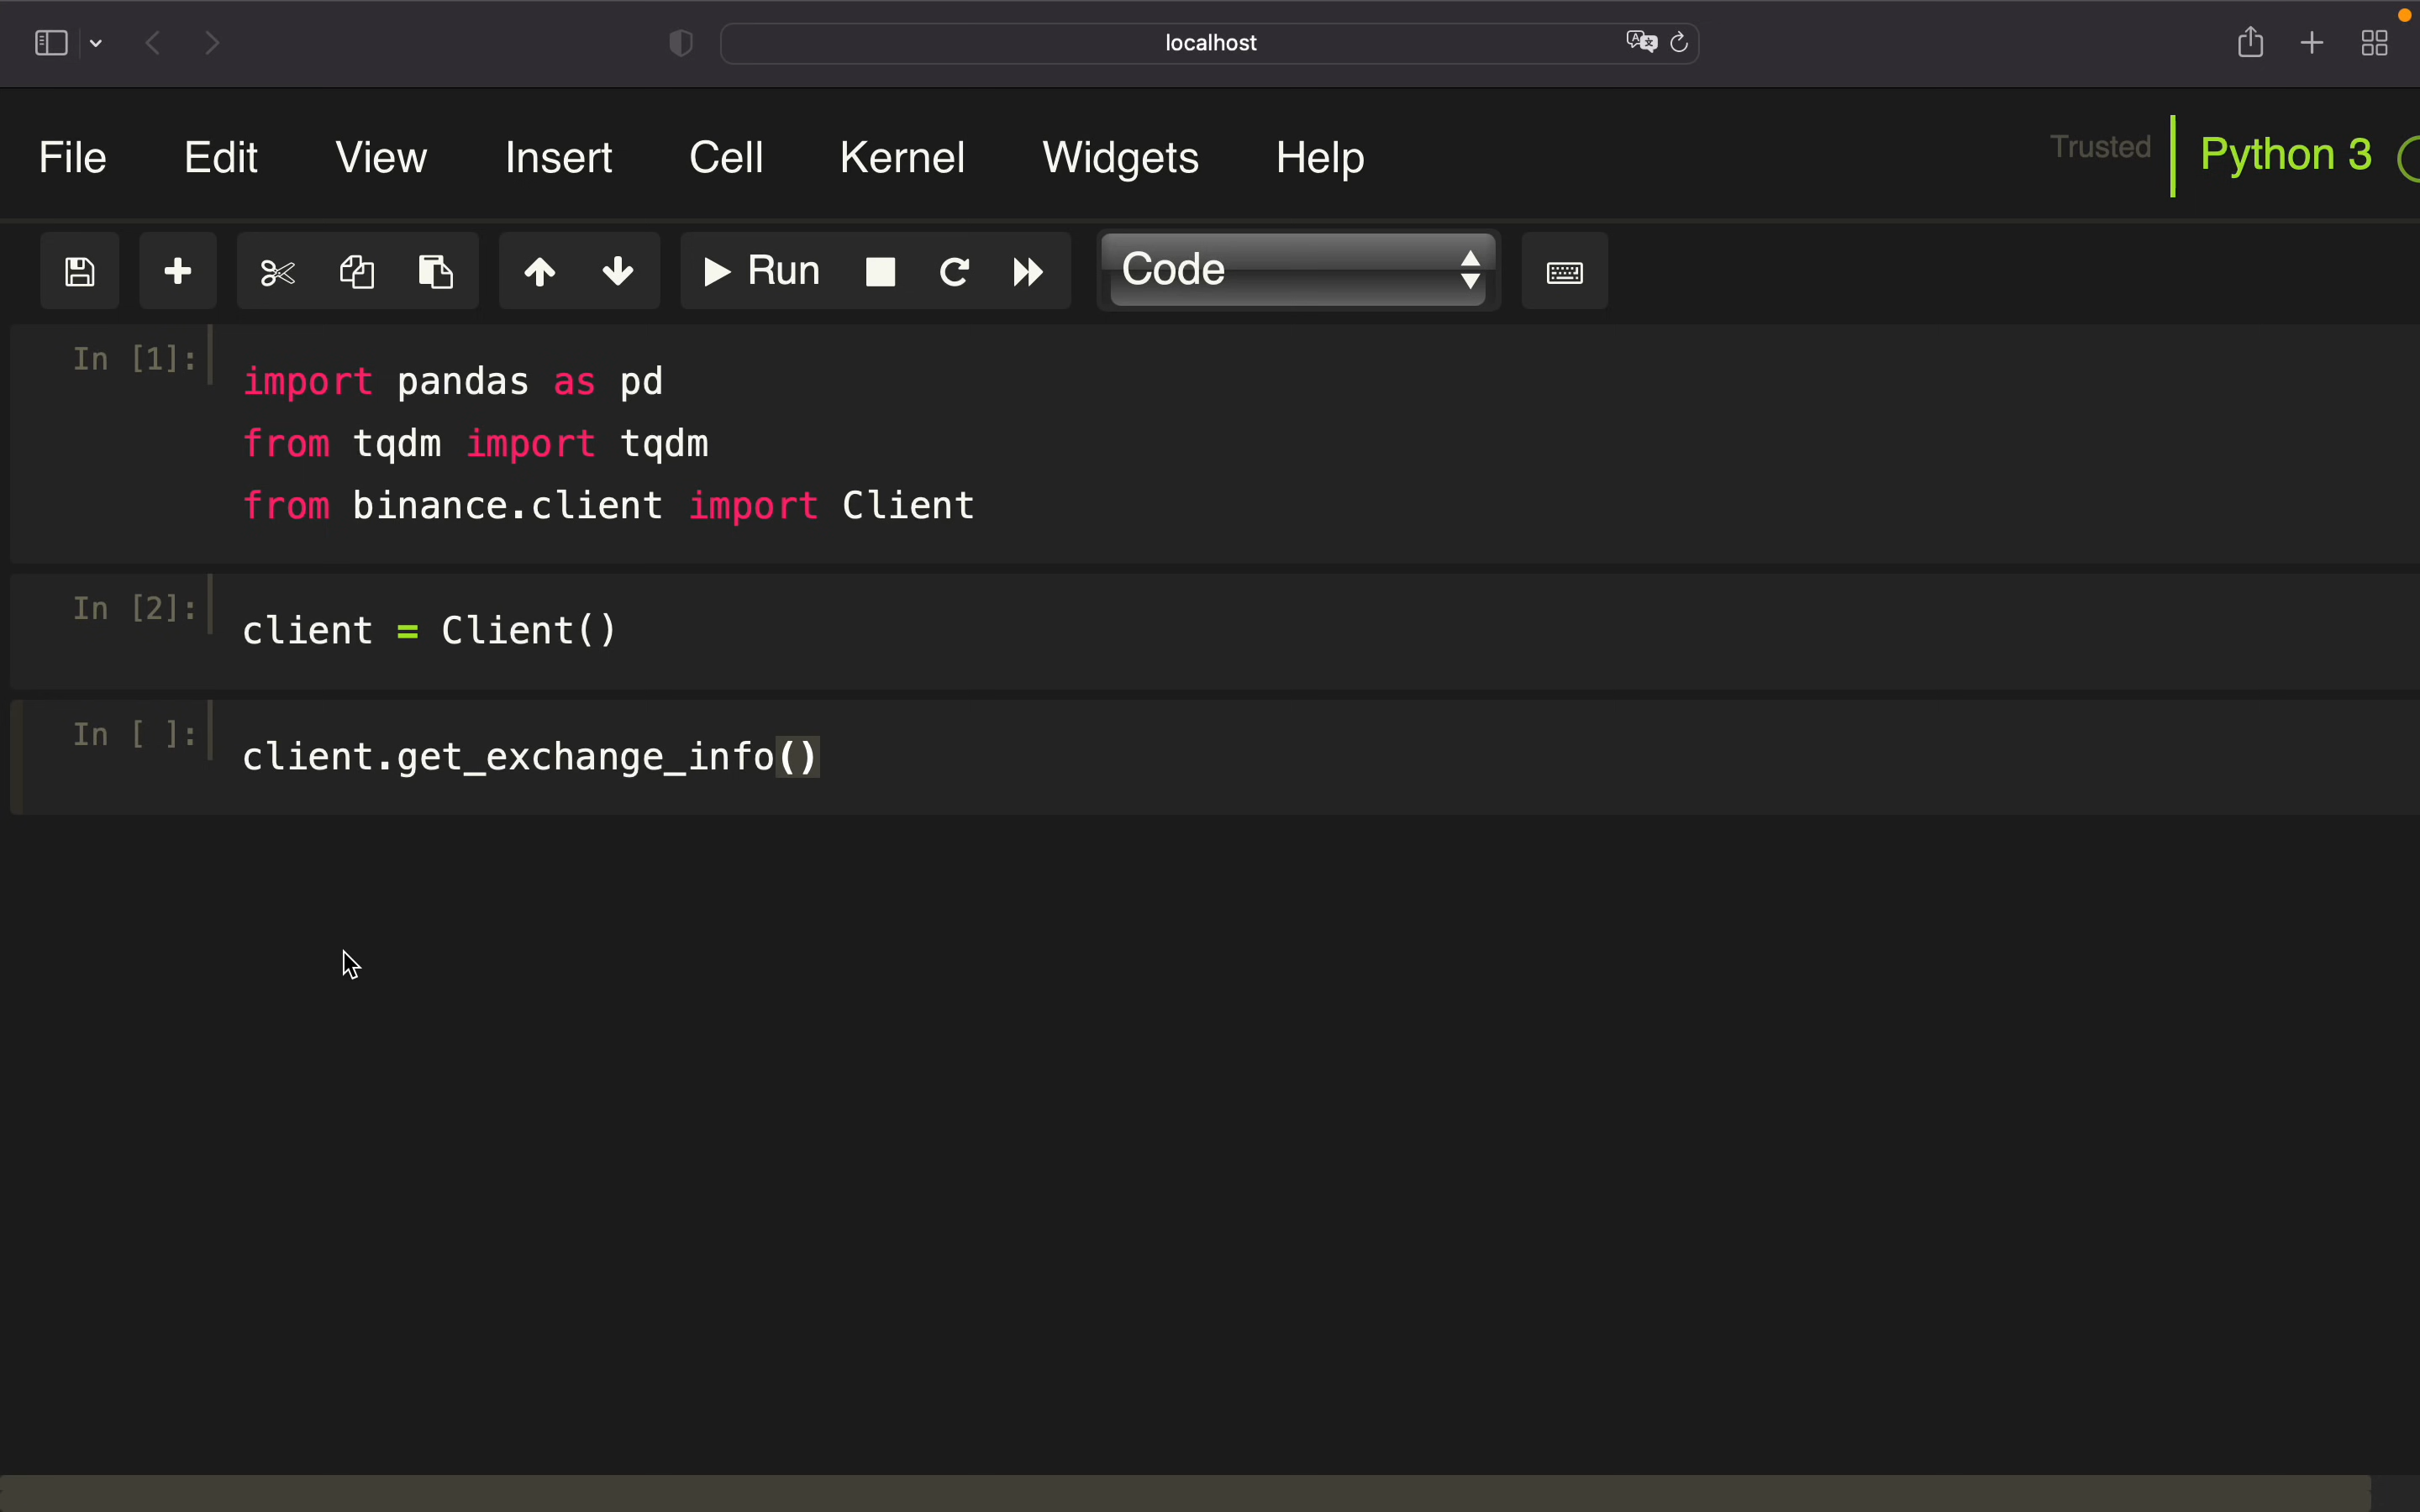 localhost
File Edit View Insert Cell Kernel Widgets Help Trusted Python 3
Run Code
In [1]:
import pandas as pd
from tqdm import tqdm
from binance.client import Client
In [2]:
client = Client()
In [ ]:
client.get_exchange_info()